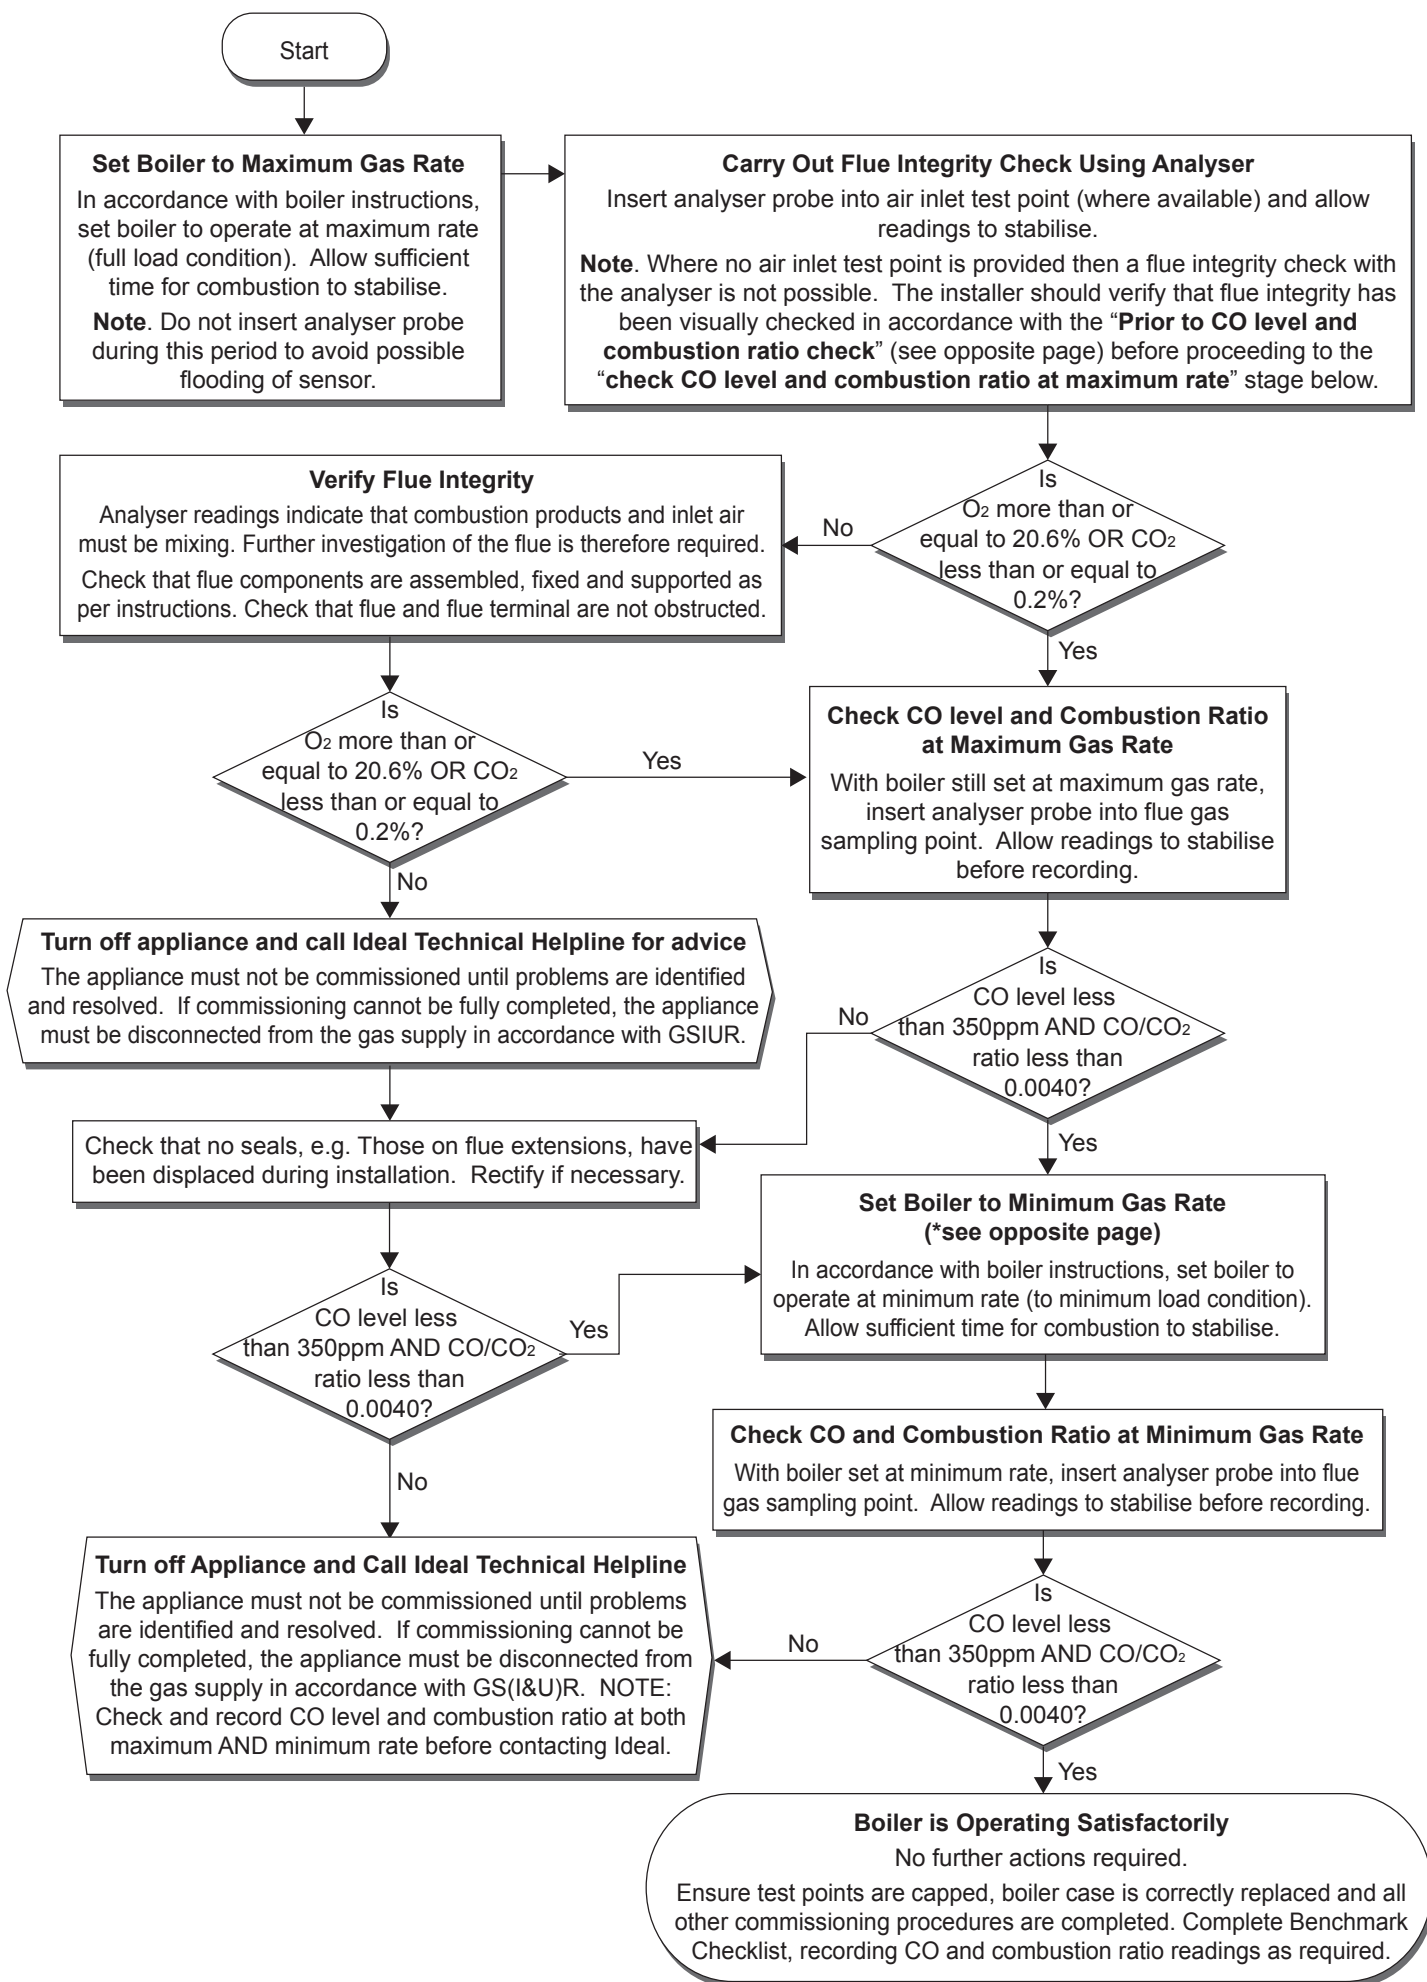 Start
Set Boiler to Maximum Gas Rate
In accordance with boiler instructions,
set boiler to operate at maximum rate
(full load condition).  Allow sufficient
time for combustion to stabilise.
Note. Do not insert analyser probe
during this period to avoid possible
flooding of sensor.
Carry Out Flue Integrity Check Using Analyser
Insert analyser probe into air inlet test point (where available) and allow
readings to stabilise.
Note. Where no air inlet test point is provided then a flue integrity check with
the analyser is not possible.  The installer should verify that flue integrity has
been visually checked in accordance with the “Prior to CO level and
combustion ratio check” (see opposite page) before proceeding to the
“check CO level and combustion ratio at maximum rate” stage below.
Is
O2 more than or
equal to 20.6% OR CO2
less than or equal to
0.2%?
No
Yes
Verify Flue Integrity
Analyser readings indicate that combustion products and inlet air
must be mixing. Further investigation of the flue is therefore required.
Check that flue components are assembled, fixed and supported as
per instructions. Check that flue and flue terminal are not obstructed.
Is
O2 more than or
equal to 20.6% OR CO2
less than or equal to
0.2%?
Yes
No
Check CO level and Combustion Ratio
at Maximum Gas Rate
With boiler still set at maximum gas rate,
insert analyser probe into flue gas
sampling point.  Allow readings to stabilise
before recording.
Turn off appliance and call Ideal Technical Helpline for advice
The appliance must not be commissioned until problems are identified
and resolved.  If commissioning cannot be fully completed, the appliance
must be disconnected from the gas supply in accordance with GSIUR.
Is
CO level less
than 350ppm AND CO/CO2
ratio less than
0.0040?
No
Yes
Check that no seals, e.g. Those on flue extensions, have
been displaced during installation.  Rectify if necessary.
Is
CO level less
than 350ppm AND CO/CO2
ratio less than
0.0040?
Yes
No
Set Boiler to Minimum Gas Rate
(*see opposite page)
In accordance with boiler instructions, set boiler to
operate at minimum rate (to minimum load condition).
Allow sufficient time for combustion to stabilise.
Check CO and Combustion Ratio at Minimum Gas Rate
With boiler set at minimum rate, insert analyser probe into flue
gas sampling point.  Allow readings to stabilise before recording.
Is
CO level less
than 350ppm AND CO/CO2
ratio less than
0.0040?
No
Yes
Turn off Appliance and Call Ideal Technical Helpline
The appliance must not be commissioned until problems
are identified and resolved.  If commissioning cannot be
fully completed, the appliance must be disconnected from
the gas supply in accordance with GS(I&U)R.  NOTE:
Check and record CO level and combustion ratio at both
maximum AND minimum rate before contacting Ideal.
Boiler is Operating Satisfactorily
No further actions required.
Ensure test points are capped, boiler case is correctly replaced and all
other commissioning procedures are completed. Complete Benchmark
Checklist, recording CO and combustion ratio readings as required.